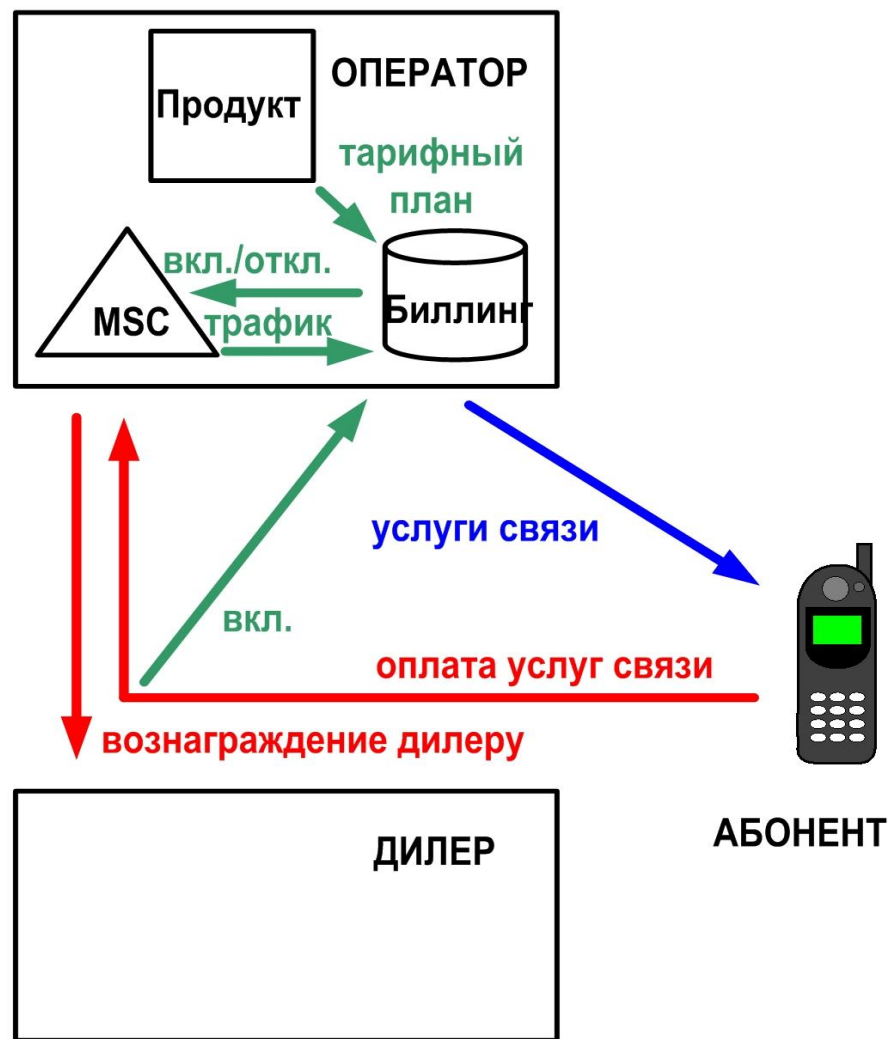 ОПЕРАТОР
Продукт
тарифный
план
вкл./откл.
MSC
трафик
Биллинг
услуги связи
вкл.
оплата услуг связи
вознаграждение дилеру
ДИЛЕР
АБОНЕНТ